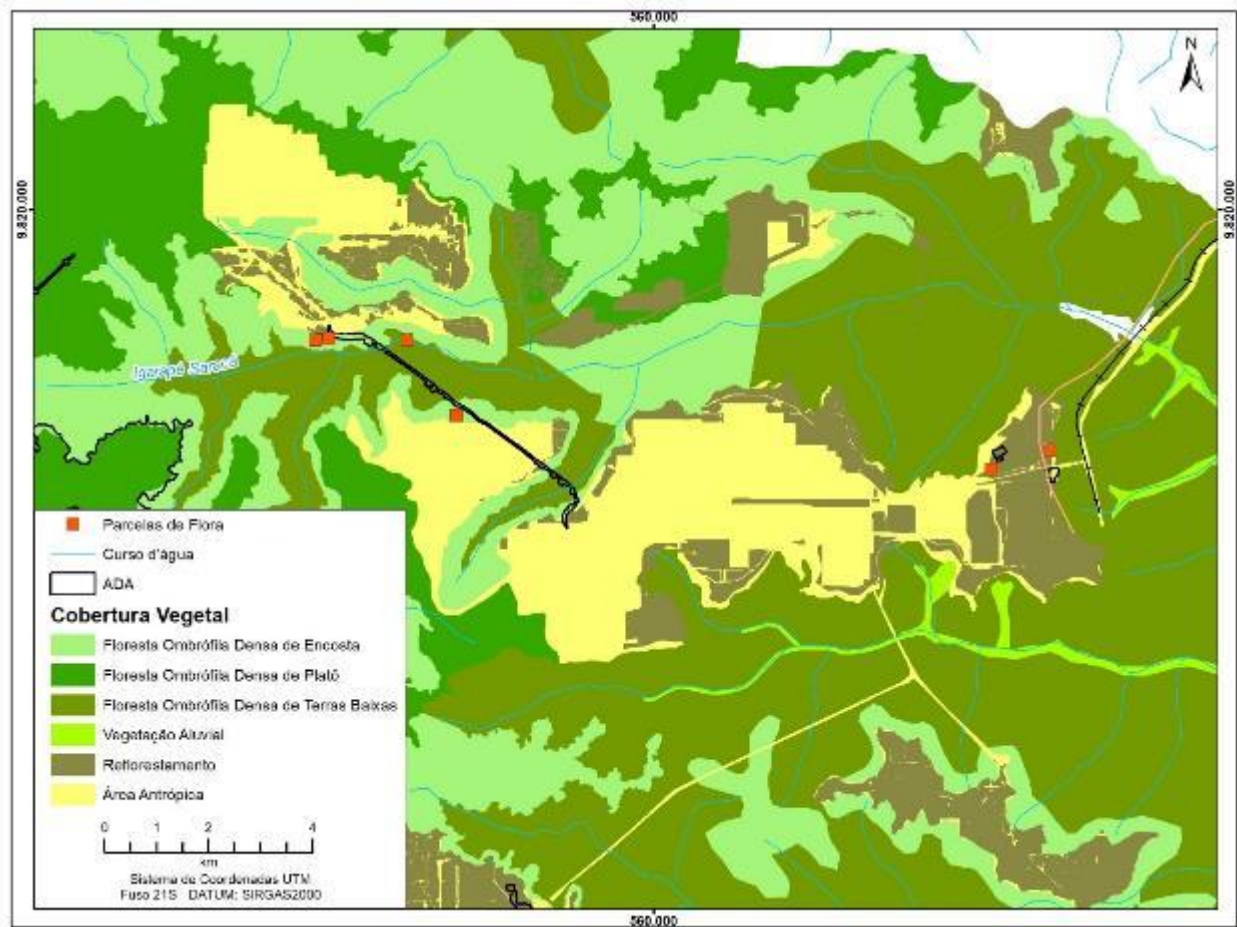 560.000
N
9.820.000
9.820.000
Igarapé Saracá
Parcelas de Flora
Curso d'água
ADA
Cobertura Vegetal
Floresta Ombrófila Densa de Encosta
Floresta Ombrófila Densa de Platô
Floresta Ombrófila Densa de Terras Baixas
Vegetação Aluvial
Reflorestamento
Área Antrópica
0 1 2 4
km
Sistema de Coordenadas UTM
Fuso 21S DATUM: SIRGAS2000
560.000